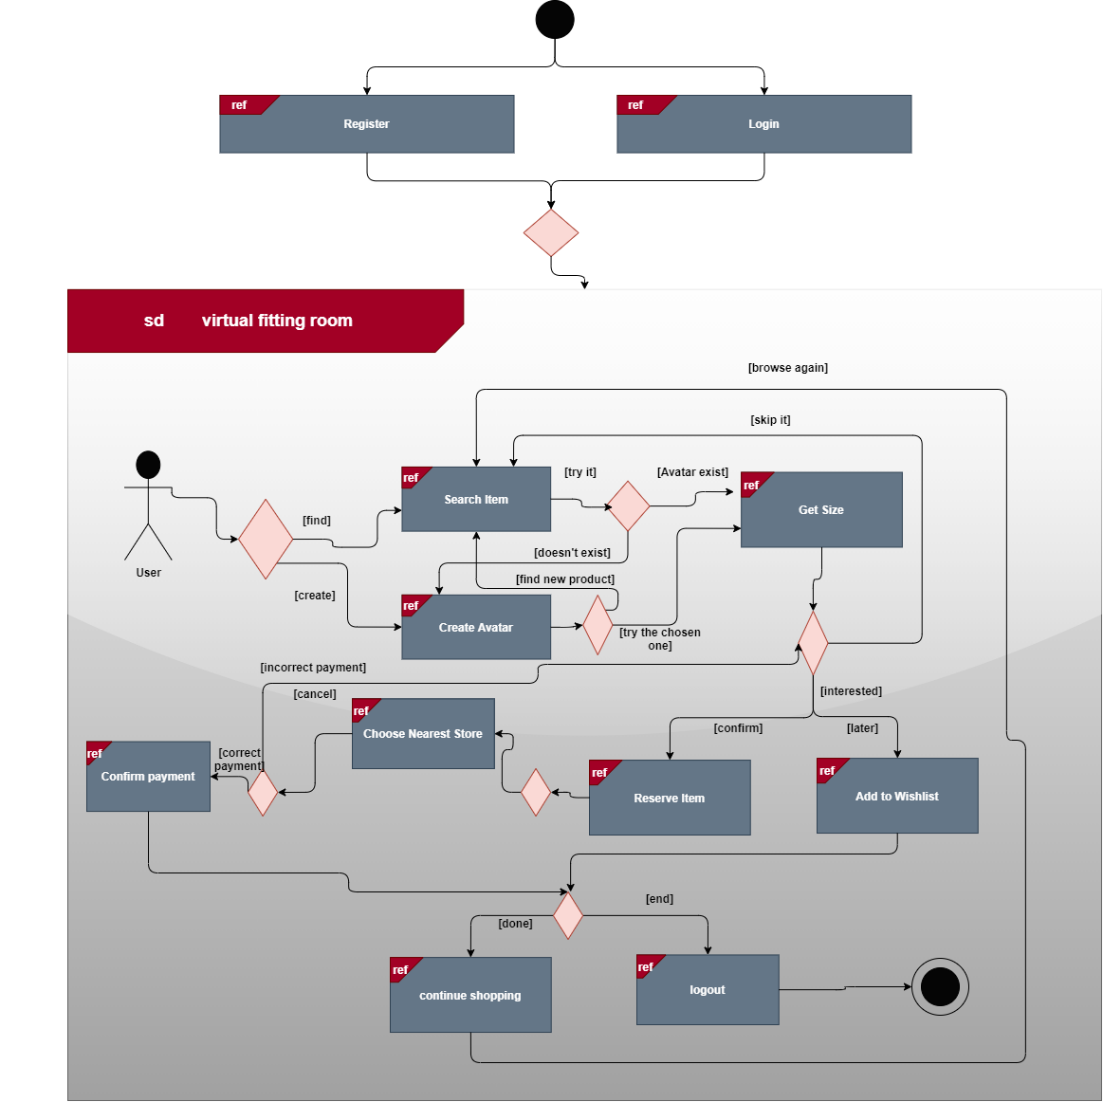 ref
Register
ref
Login
sd virtual fitting room
[browse again]
[skip it]
User
[find]
[create]
ref
Search Item
[try it]
[Avatar exist]
ref
Get Size
[doesn't exist]
[find new product]
ref
Create Avatar
[try the chosen
one]
[incorrect payment]
[cancel]
[interested]
[confirm]
[later]
ref
Choose Nearest Store
ref
Confirm payment
[correct
payment]
ref
Reserve Item
ref
Add to Wishlist
[done]
[end]
ref
continue shopping
ref
logout